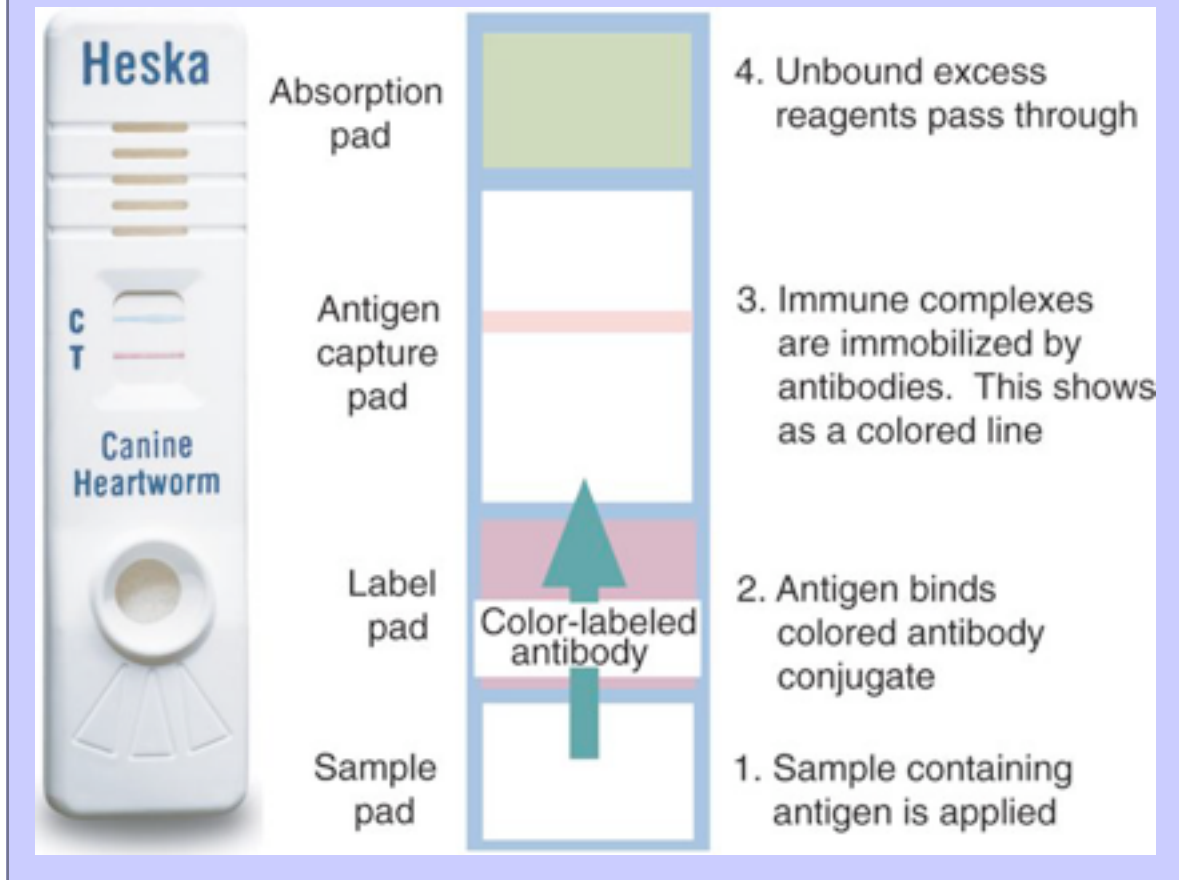 Heska
C
T
Canine
Heartworm
Absorption
pad
4. Unbound excess
reagents pass through
Antigen
capture
pad
3. Immune complexes
are immobilized by
antibodies. This shows
as a colored line
Label
pad
Color-labeled
antibody
2. Antigen binds
colored antibody
conjugate
Sample
pad
1. Sample containing
antigen is applied